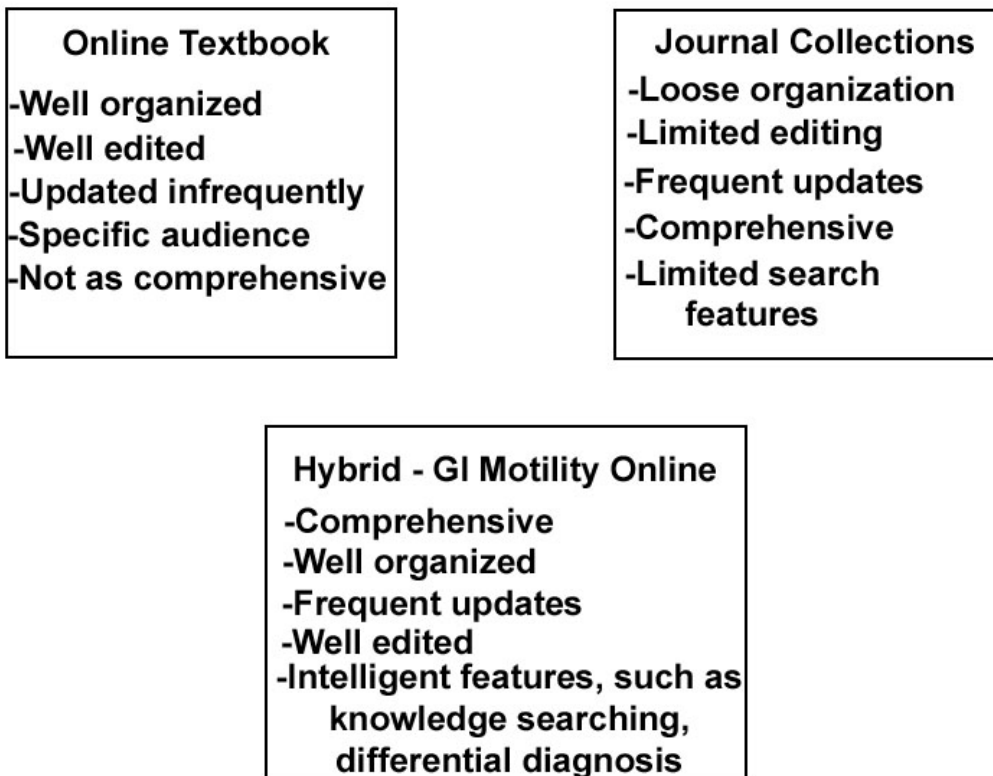 Online Textbook
-Well organized
-Well edited
-Updated infrequently
-Specific audience
-Not as comprehensive
Journal Collections
-Loose organization
-Limited editing
-Frequent updates
-Comprehensive
-Limited search
features
Hybrid - GI Motility Online
-Comprehensive
-Well organized
-Frequent updates
-Well edited
-Intelligent features, such as
knowledge searching,
differential diagnosis